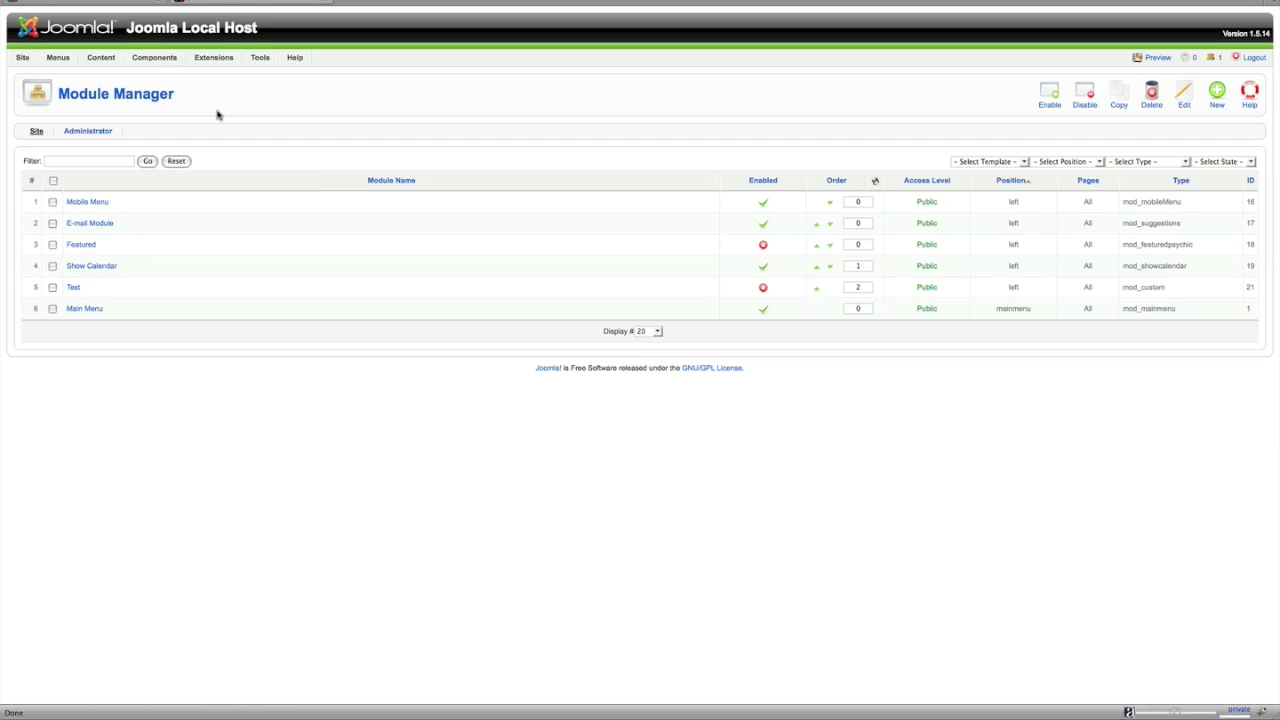 Joomla! Joomla Local Host
Version 1.5.14
Site Menus Content Components Extensions Tools Help Preview 0 1 Logout
Module Manager
Enable Disable Copy Delete Edit New Help
Site Administrator
Filter: Go Reset - Select Template - - Select Position - - Select Type - - Select State -
# Module Name Enabled Order Access Level Position Pages Type ID
1 Mobile Menu 0 Public left All mod_mobileMenu 16
2 E-mail Module 0 Public left All mod_suggestions 17
3 Featured 0 Public left All mod_featuredpsychic 18
4 Show Calendar 1 Public left All mod_showcalendar 19
5 Test 2 Public left All mod_custom 21
6 Main Menu 0 Public mainmenu All mod_mainmenu 1
Display # 20
Joomla! is Free Software released under the GNU/GPL License.
Done private